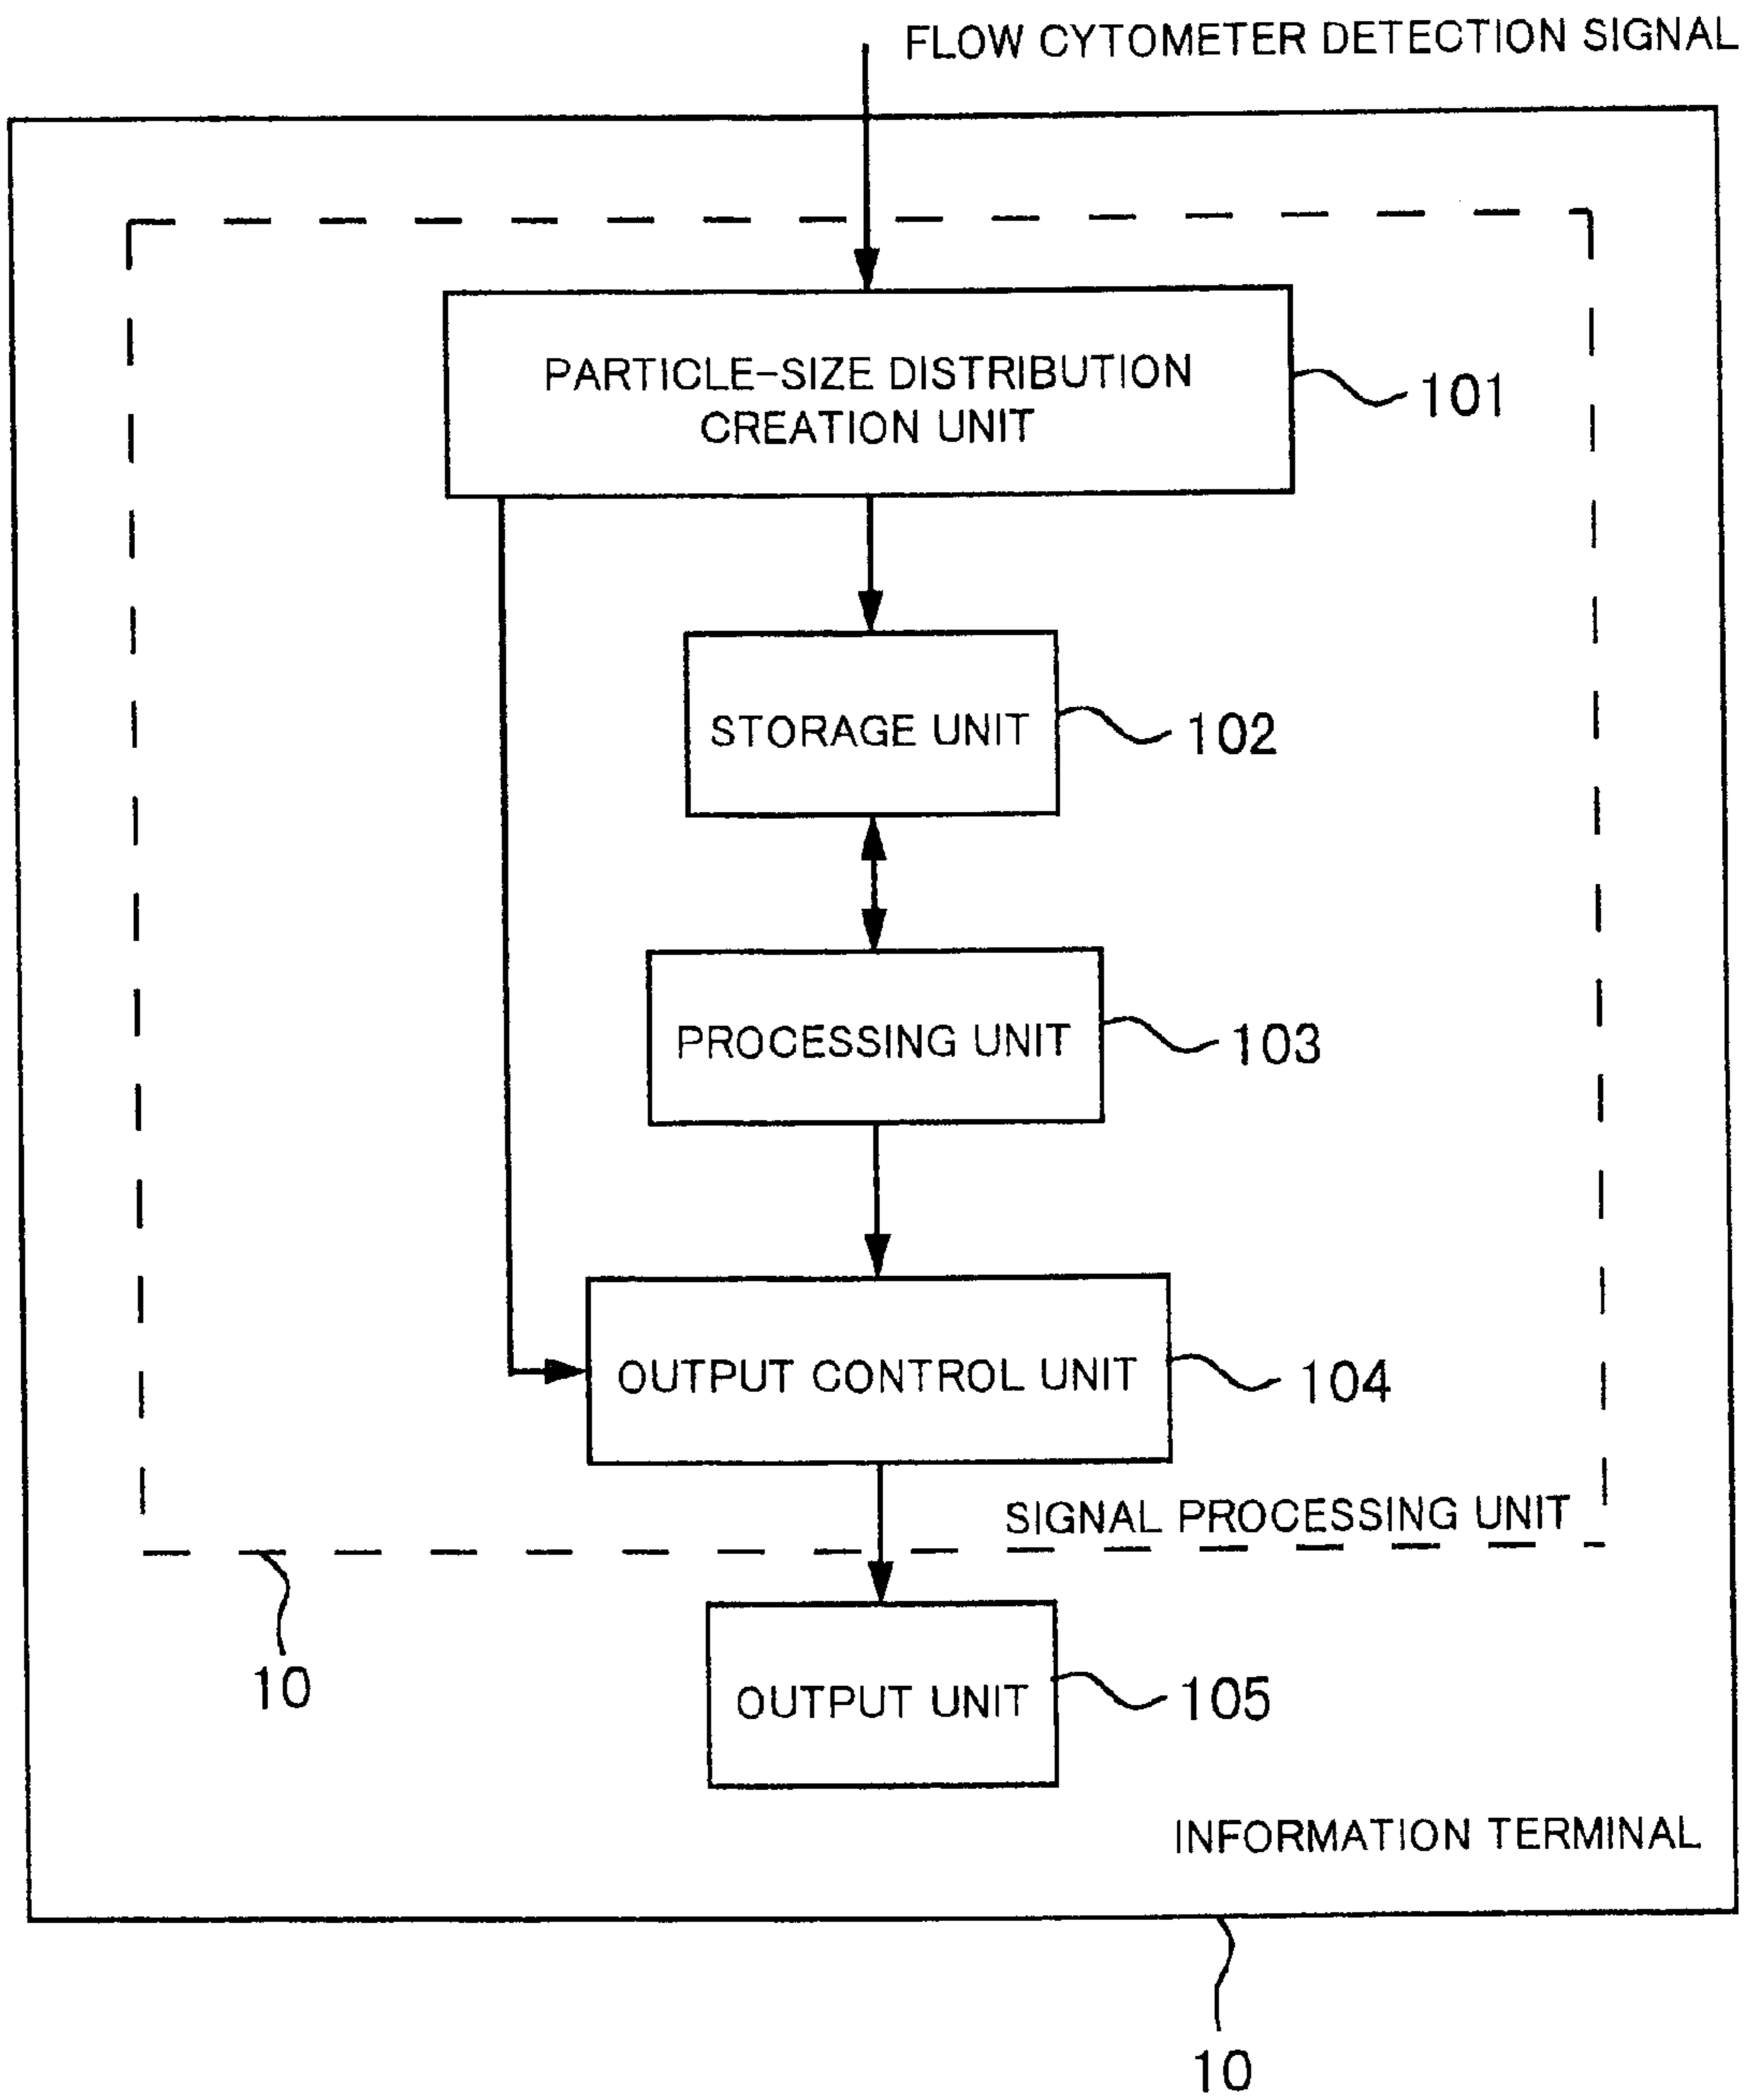 FLOW CYTOMETER DETECTION SIGNAL
PARTICLE-SIZE DISTRIBUTION
CREATION UNIT
101
STORAGE UNIT
102
PROCESSING UNIT
103
OUTPUT CONTROL UNIT
104
SIGNAL PROCESSING UNIT
10
OUTPUT UNIT
105
INFORMATION TERMINAL
10